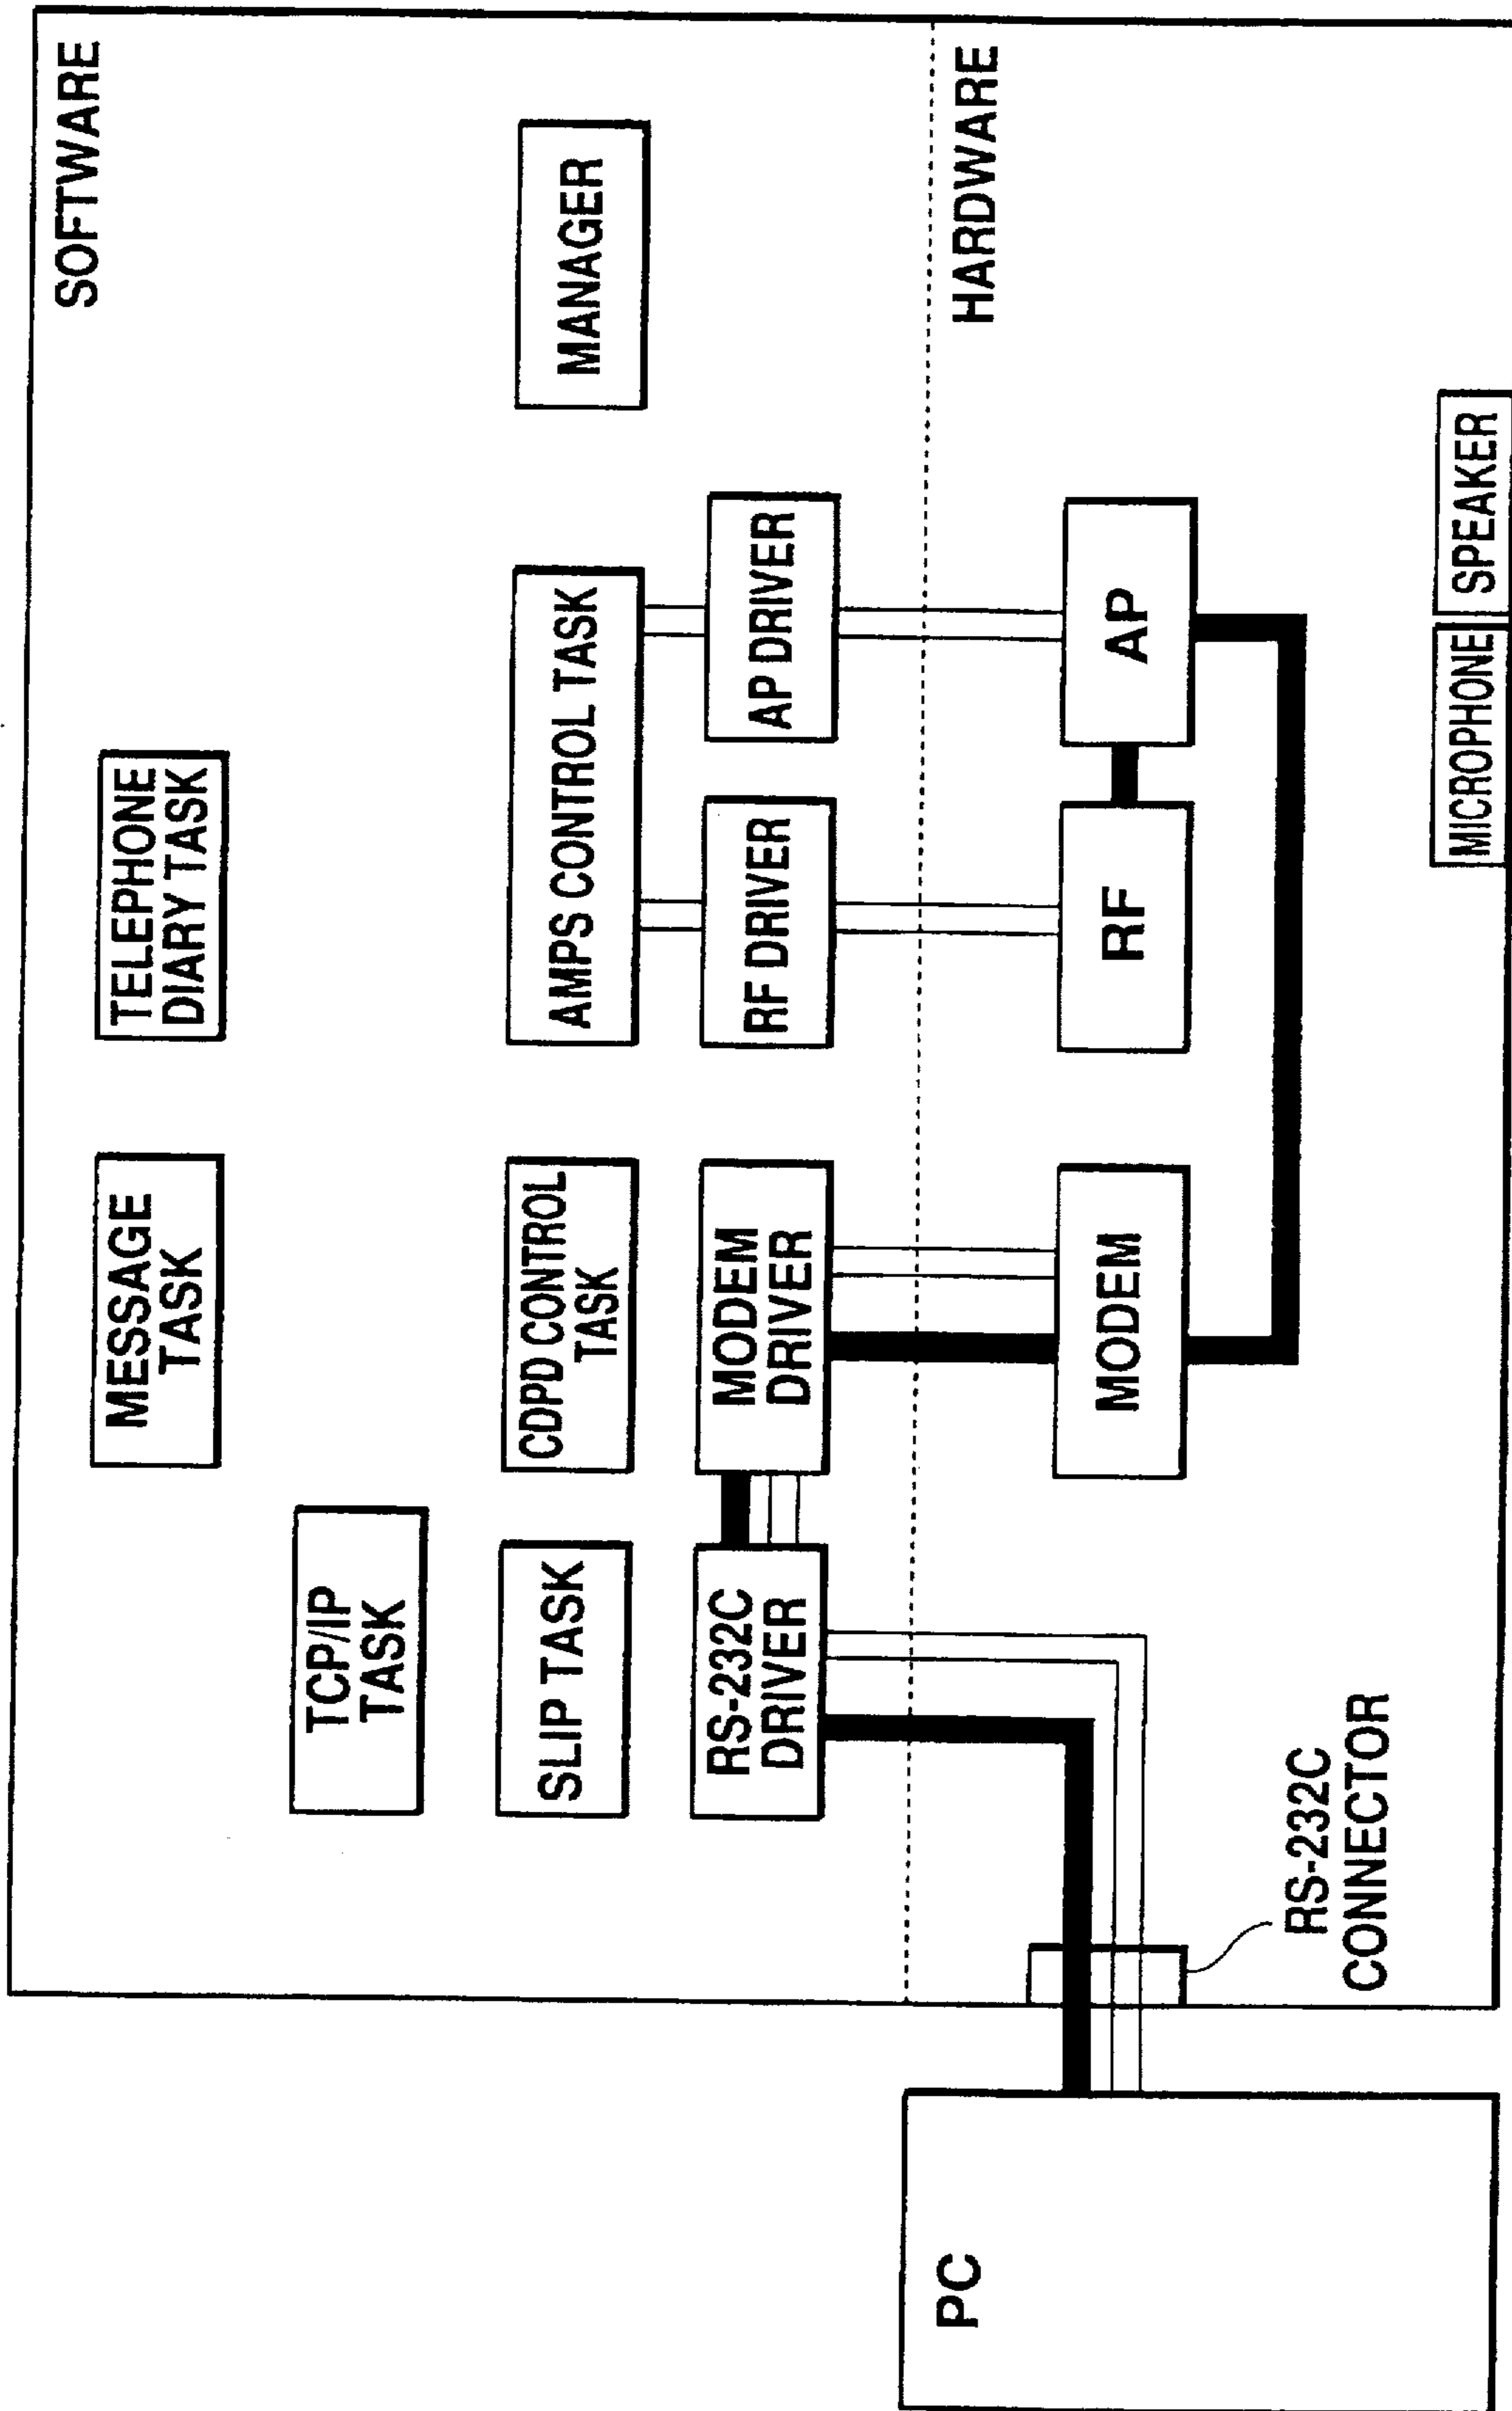 SOFTWARE
MESSAGE
TASK
TELEPHONE
DIARY TASK
TCP/IP
TASK
SLIP TASK
CDPD CONTROL
TASK
AMPS CONTROL TASK
MANAGER
RS-232C
DRIVER
MODEM
DRIVER
RF DRIVER
AP DRIVER
HARDWARE
PC
MODEM
RF
AP
RS-232C
CONNECTOR
MICROPHONE
SPEAKER